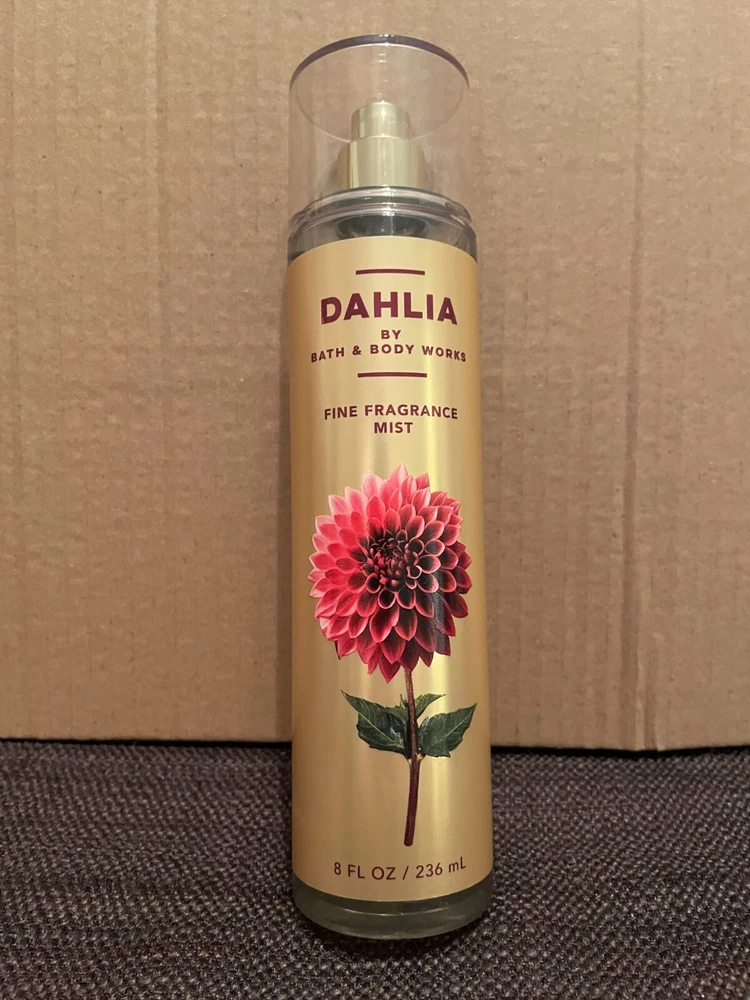 DAHLIA
BY
BATH & BODY WORKS
FINE FRAGRANCE
MIST
8 FL OZ / 236 mL